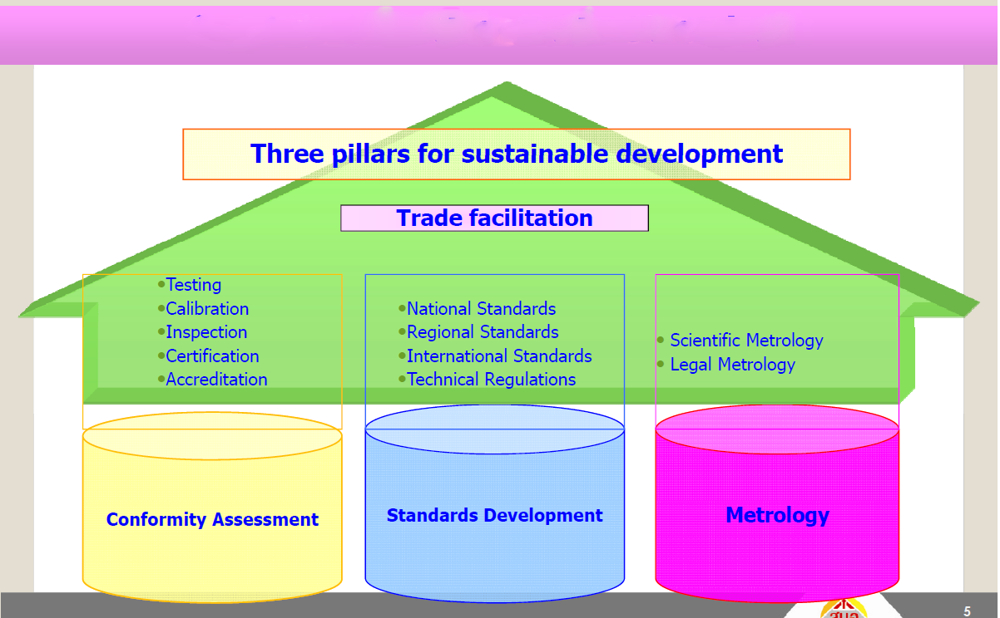 Three pillars for sustainable development
Trade facilitation
•Testing
•Calibration
•Inspection
•Certification
•Accreditation
•National Standards
•Regional Standards
•International Standards
•Technical Regulations
• Scientific Metrology
• Legal Metrology
Conformity Assessment
Standards Development
Metrology
5